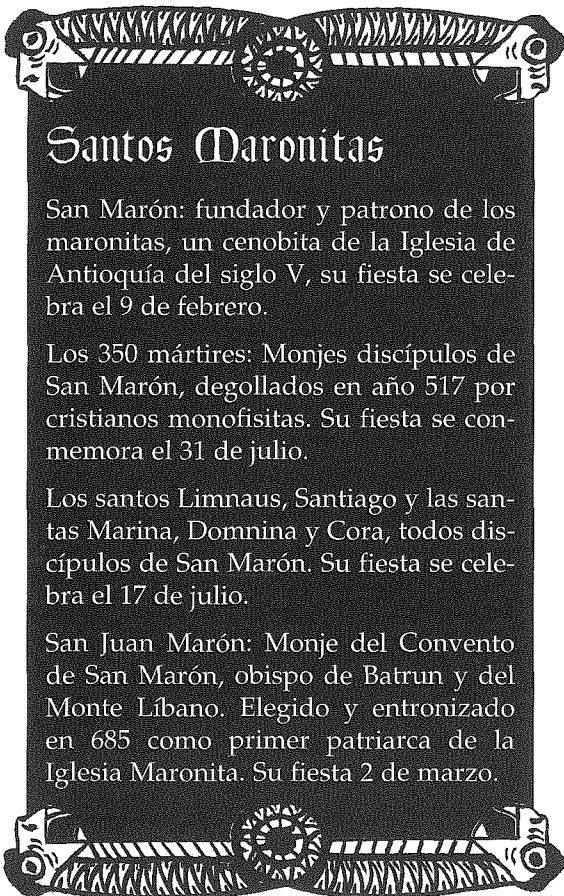 Santos Maronitas
San Marón: fundador y patrono de los
maronitas, un cenobita de la Iglesia de
Antioquía del siglo V, su fiesta se cele-
bra el 9 de febrero.
Los 350 mártires: Monjes discípulos de
San Marón, degollados en año 517 por
cristianos monofisitas. Su fiesta se con-
memora el 31 de julio.
Los santos Limnaus, Santiago y las san-
tas Marina, Domnina y Cora, todos dis-
cípulos de San Marón. Su fiesta se cele-
bra el 17 de julio.
San Juan Marón: Monje del Convento
de San Marón, obispo de Batrun y del
Monte Líbano. Elegido y entronizado
en 685 como primer patriarca de la
Iglesia Maronita. Su fiesta 2 de marzo.